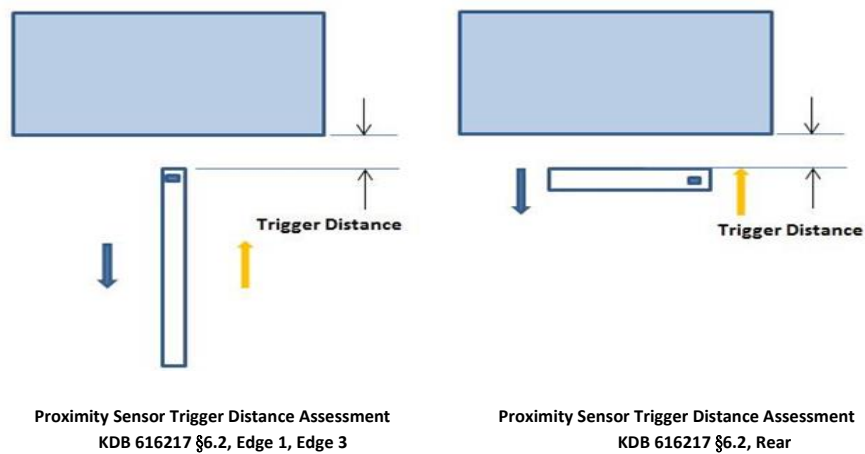 Trigger Distance
Trigger Distance
Proximity Sensor Trigger Distance Assessment
KDB 616217 §6.2, Edge 1, Edge 3
Proximity Sensor Trigger Distance Assessment
KDB 616217 §6.2, Rear